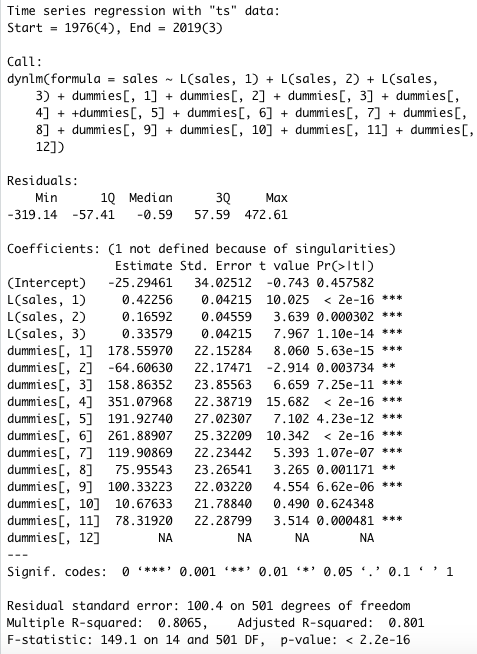 Time series regression with "ts" data:
Start = 1976(4), End = 2019(3)

Call:
dynlm(formula = sales ~ L(sales, 1) + L(sales, 2) + L(sales,
    3) + dummies[, 1] + dummies[, 2] + dummies[, 3] + dummies[,
    4] + +dummies[, 5] + dummies[, 6] + dummies[, 7] + dummies[,
    8] + dummies[, 9] + dummies[, 10] + dummies[, 11] + dummies[,
    12])

Residuals:
    Min      1Q  Median      3Q     Max
-319.14  -57.41   -0.59   57.59  472.61

Coefficients: (1 not defined because of singularities)
              Estimate Std. Error t value Pr(>|t|)
(Intercept)  -25.29461   34.02512  -0.743 0.457582
L(sales, 1)    0.42256    0.04215  10.025  < 2e-16 ***
L(sales, 2)    0.16592    0.04559   3.639 0.000302 ***
L(sales, 3)    0.33579    0.04215   7.967 1.10e-14 ***
dummies[, 1] 178.55970   22.15284   8.060 5.63e-15 ***
dummies[, 2] -64.60630   22.17471  -2.914 0.003734 **
dummies[, 3] 158.86352   23.85563   6.659 7.25e-11 ***
dummies[, 4] 351.07968   22.38719  15.682  < 2e-16 ***
dummies[, 5] 191.92740   27.02307   7.102 4.23e-12 ***
dummies[, 6] 261.88907   25.32209  10.342  < 2e-16 ***
dummies[, 7] 119.90869   22.23442   5.393 1.07e-07 ***
dummies[, 8]  75.95543   23.26541   3.265 0.001171 **
dummies[, 9] 100.33223   22.03220   4.554 6.62e-06 ***
dummies[, 10] 10.67633   21.78840   0.490 0.624348
dummies[, 11] 78.31920   22.28799   3.514 0.000481 ***
dummies[, 12]       NA         NA      NA       NA
---
Signif. codes:  0 ‘***’ 0.001 ‘**’ 0.01 ‘*’ 0.05 ‘.’ 0.1 ‘ ’ 1

Residual standard error: 100.4 on 501 degrees of freedom
Multiple R-squared:  0.8065,	Adjusted R-squared:  0.801
F-statistic: 149.1 on 14 and 501 DF,  p-value: < 2.2e-16